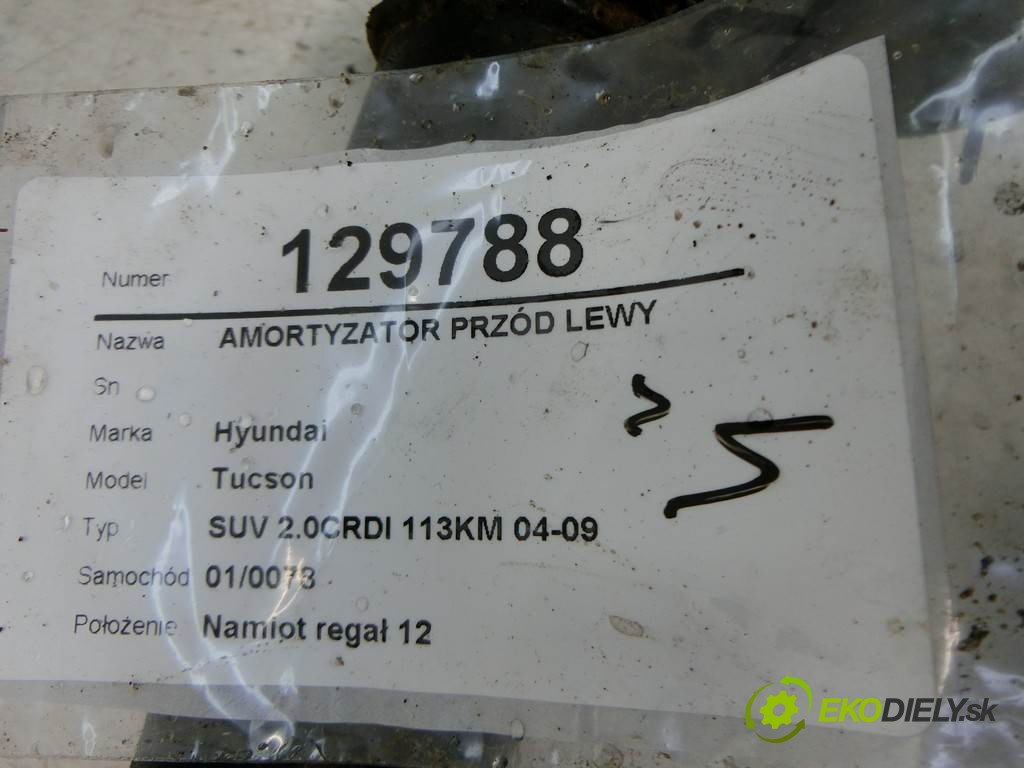 Numer 129788
Nazwa AMORTYZATOR PRZÓD LEWY
Sn
Marka Hyundai
Model Tucson
Typ SUV 2.0CRDI 113KM 04-09
Samochód 01/0073
Położenie Namiot regał 12
EKODIELY.sk